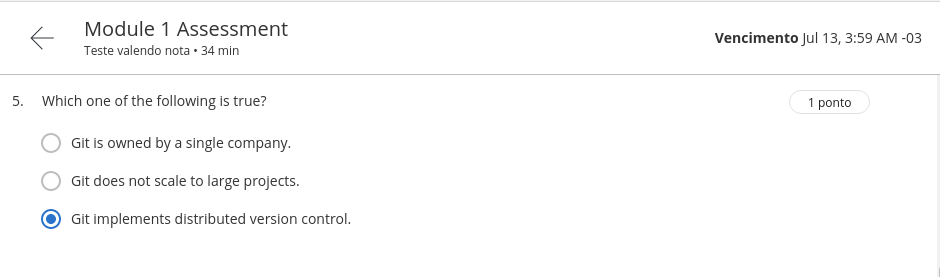 Module 1 Assessment
Teste valendo nota • 34 min
Vencimento Jul 13, 3:59 AM -03
5. Which one of the following is true?
1 ponto
Git is owned by a single company.
Git does not scale to large projects.
Git implements distributed version control.